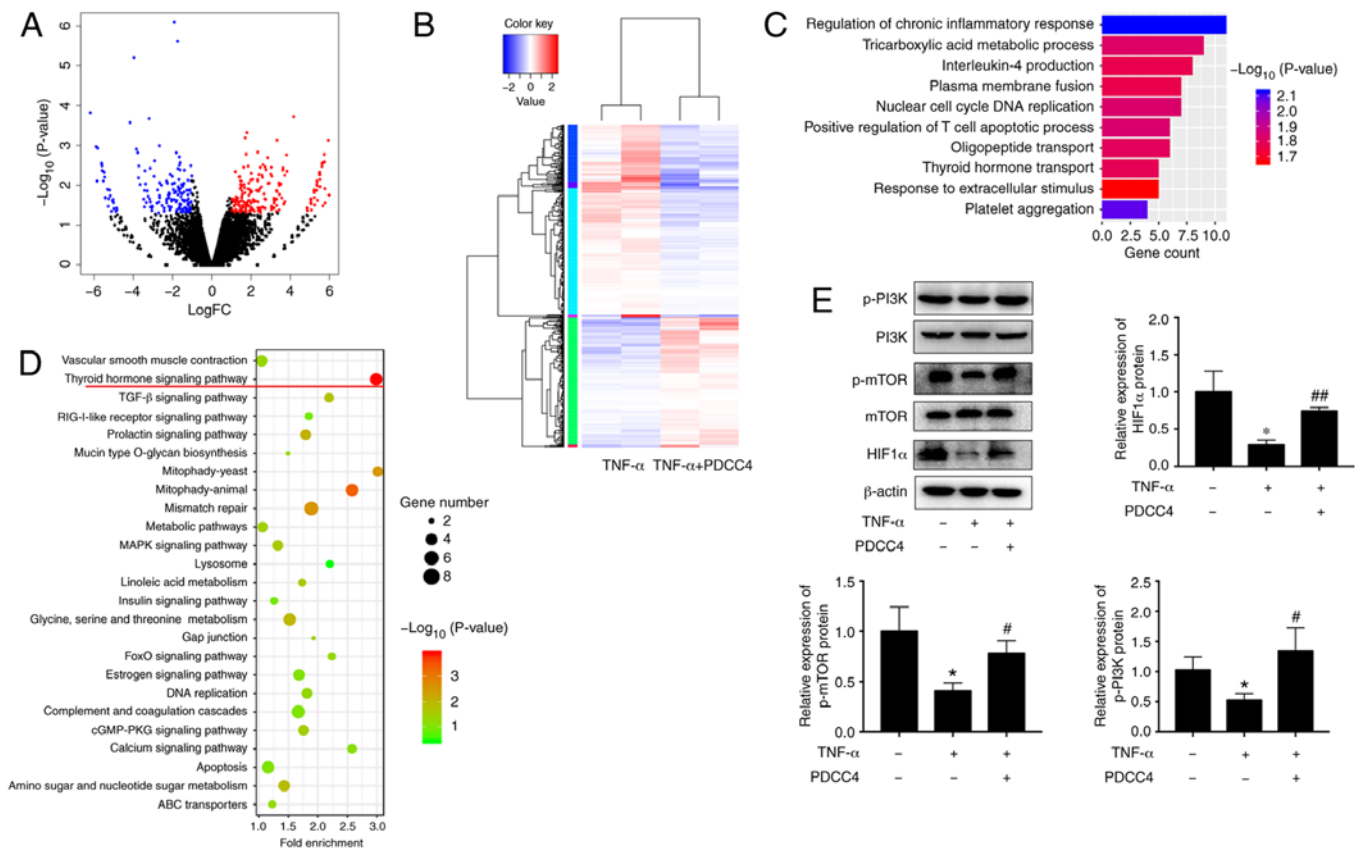 A
−Log10 (P-value)
6
5
4
3
2
1
0
−6 −4 −2 0 2 4 6
LogFC
B
Color key
−2 0 2
Value
TNF-α TNF-α+PDCC4
C
Regulation of chronic inflammatory response
Tricarboxylic acid metabolic process
Interleukin-4 production
Plasma membrane fusion
Nuclear cell cycle DNA replication
Positive regulation of T cell apoptotic process
Oligopeptide transport
Thyroid hormone transport
Response to extracellular stimulus
Platelet aggregation
0.0 2.5 5.0 7.5 10.0
Gene count
−Log10 (P-value)
2.1
2.0
1.9
1.8
1.7
D
Vascular smooth muscle contraction
Thyroid hormone signaling pathway
TGF-β signaling pathway
RIG-I-like receptor signaling pathway
Prolactin signaling pathway
Mucin type O-glycan biosynthesis
Mitophady-yeast
Mitophady-animal
Mismatch repair
Metabolic pathways
MAPK signaling pathway
Lysosome
Linoleic acid metabolism
Insulin signaling pathway
Glycine, serine and threonine metabolism
Gap junction
FoxO signaling pathway
Estrogen signaling pathway
DNA replication
Complement and coagulation cascades
cGMP-PKG signaling pathway
Calcium signaling pathway
Apoptosis
Amino sugar and nucleotide sugar metabolism
ABC transporters
1.0 1.5 2.0 2.5 3.0
Fold enrichment
Gene number
2
4
6
8
−Log10 (P-value)
3
2
1
E
p-PI3K
PI3K
p-mTOR
mTOR
HIF1α
β-actin
TNF-α − + +
PDCC4 − − +
Relative expression of
HIF1α protein
2.0
1.5
1.0
0.5
0.0
*
##
TNF-α − + +
PDCC4 − − +
Relative expression of
p-mTOR protein
1.5
1.0
0.5
0.0
*
#
TNF-α − + +
PDCC4 − − +
Relative expression of
p-PI3K protein
2.5
2.0
1.5
1.0
0.5
0.0
*
#
TNF-α − + +
PDCC4 − − +